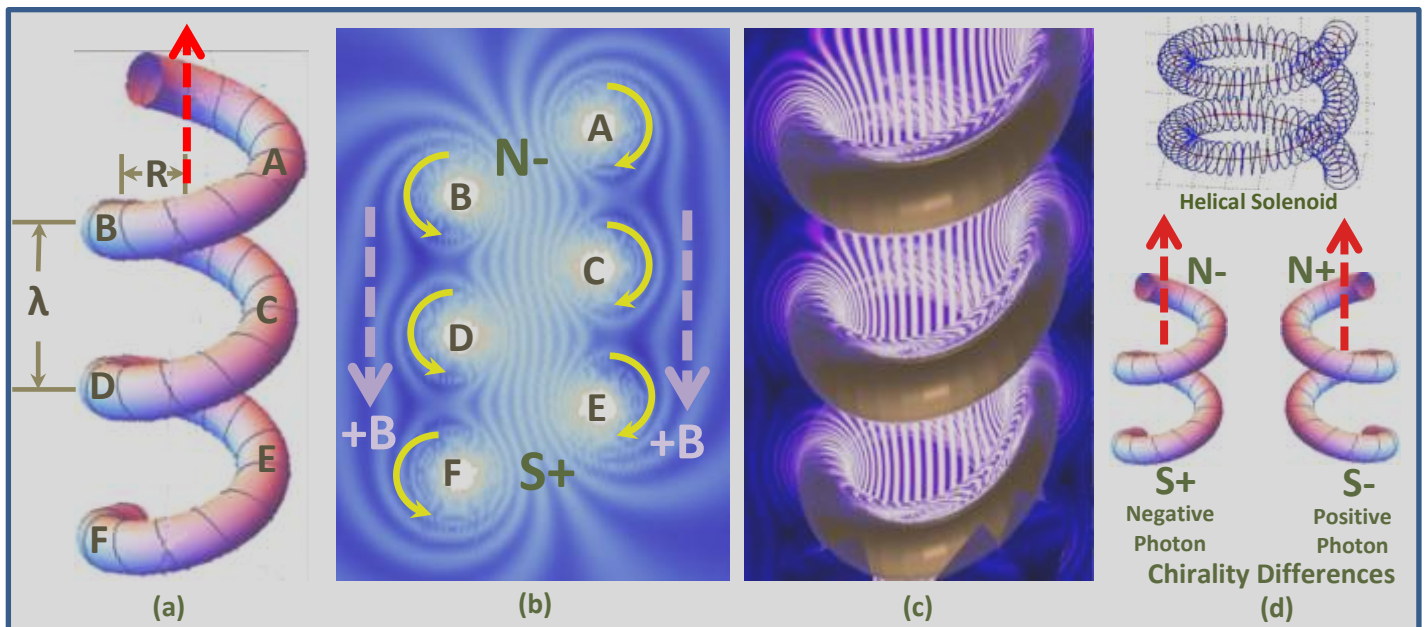 R
λ
A
B
C
D
E
F
(a)
A
N-
B
C
D
E
+B
+B
F
S+
(b)
(c)
Helical Solenoid
N-
N+
S+
S-
Negative
Photon
Positive
Photon
Chirality Differences
(d)